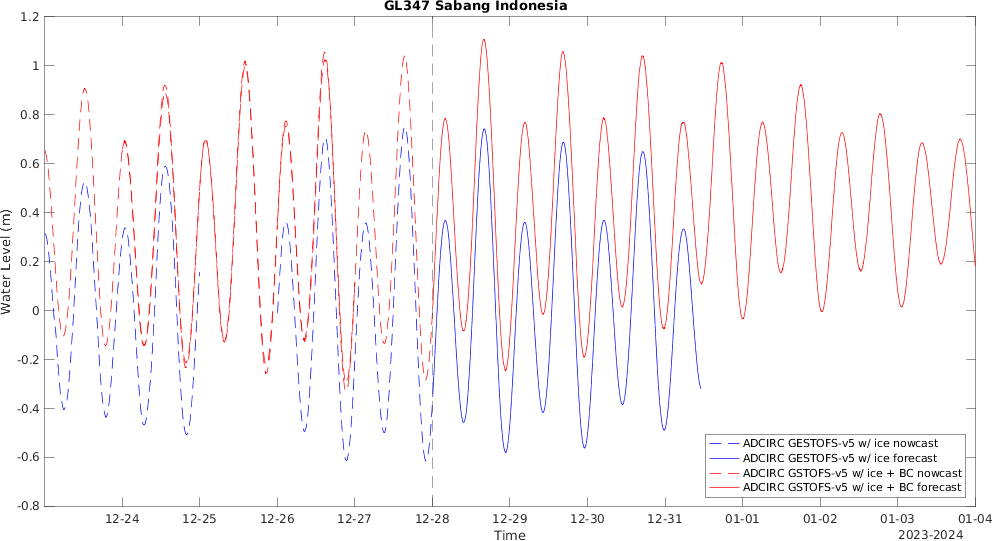 GL347 Sabang Indonesia
1.2
1
0.8
0.6
0.4
0.2
0
-0.2
-0.4
-0.6
-0.8
Water Level (m)
ADCIRC GESTOFS-v5 w/ ice nowcast
ADCIRC GESTOFS-v5 w/ ice forecast
ADCIRC GSTOFS-v5 w/ ice + BC nowcast
ADCIRC GSTOFS-v5 w/ ice + BC forecast
12-24 12-25 12-26 12-27 12-28 12-29 12-30 12-31 01-01 01-02 01-03 01-04
Time
2023-2024